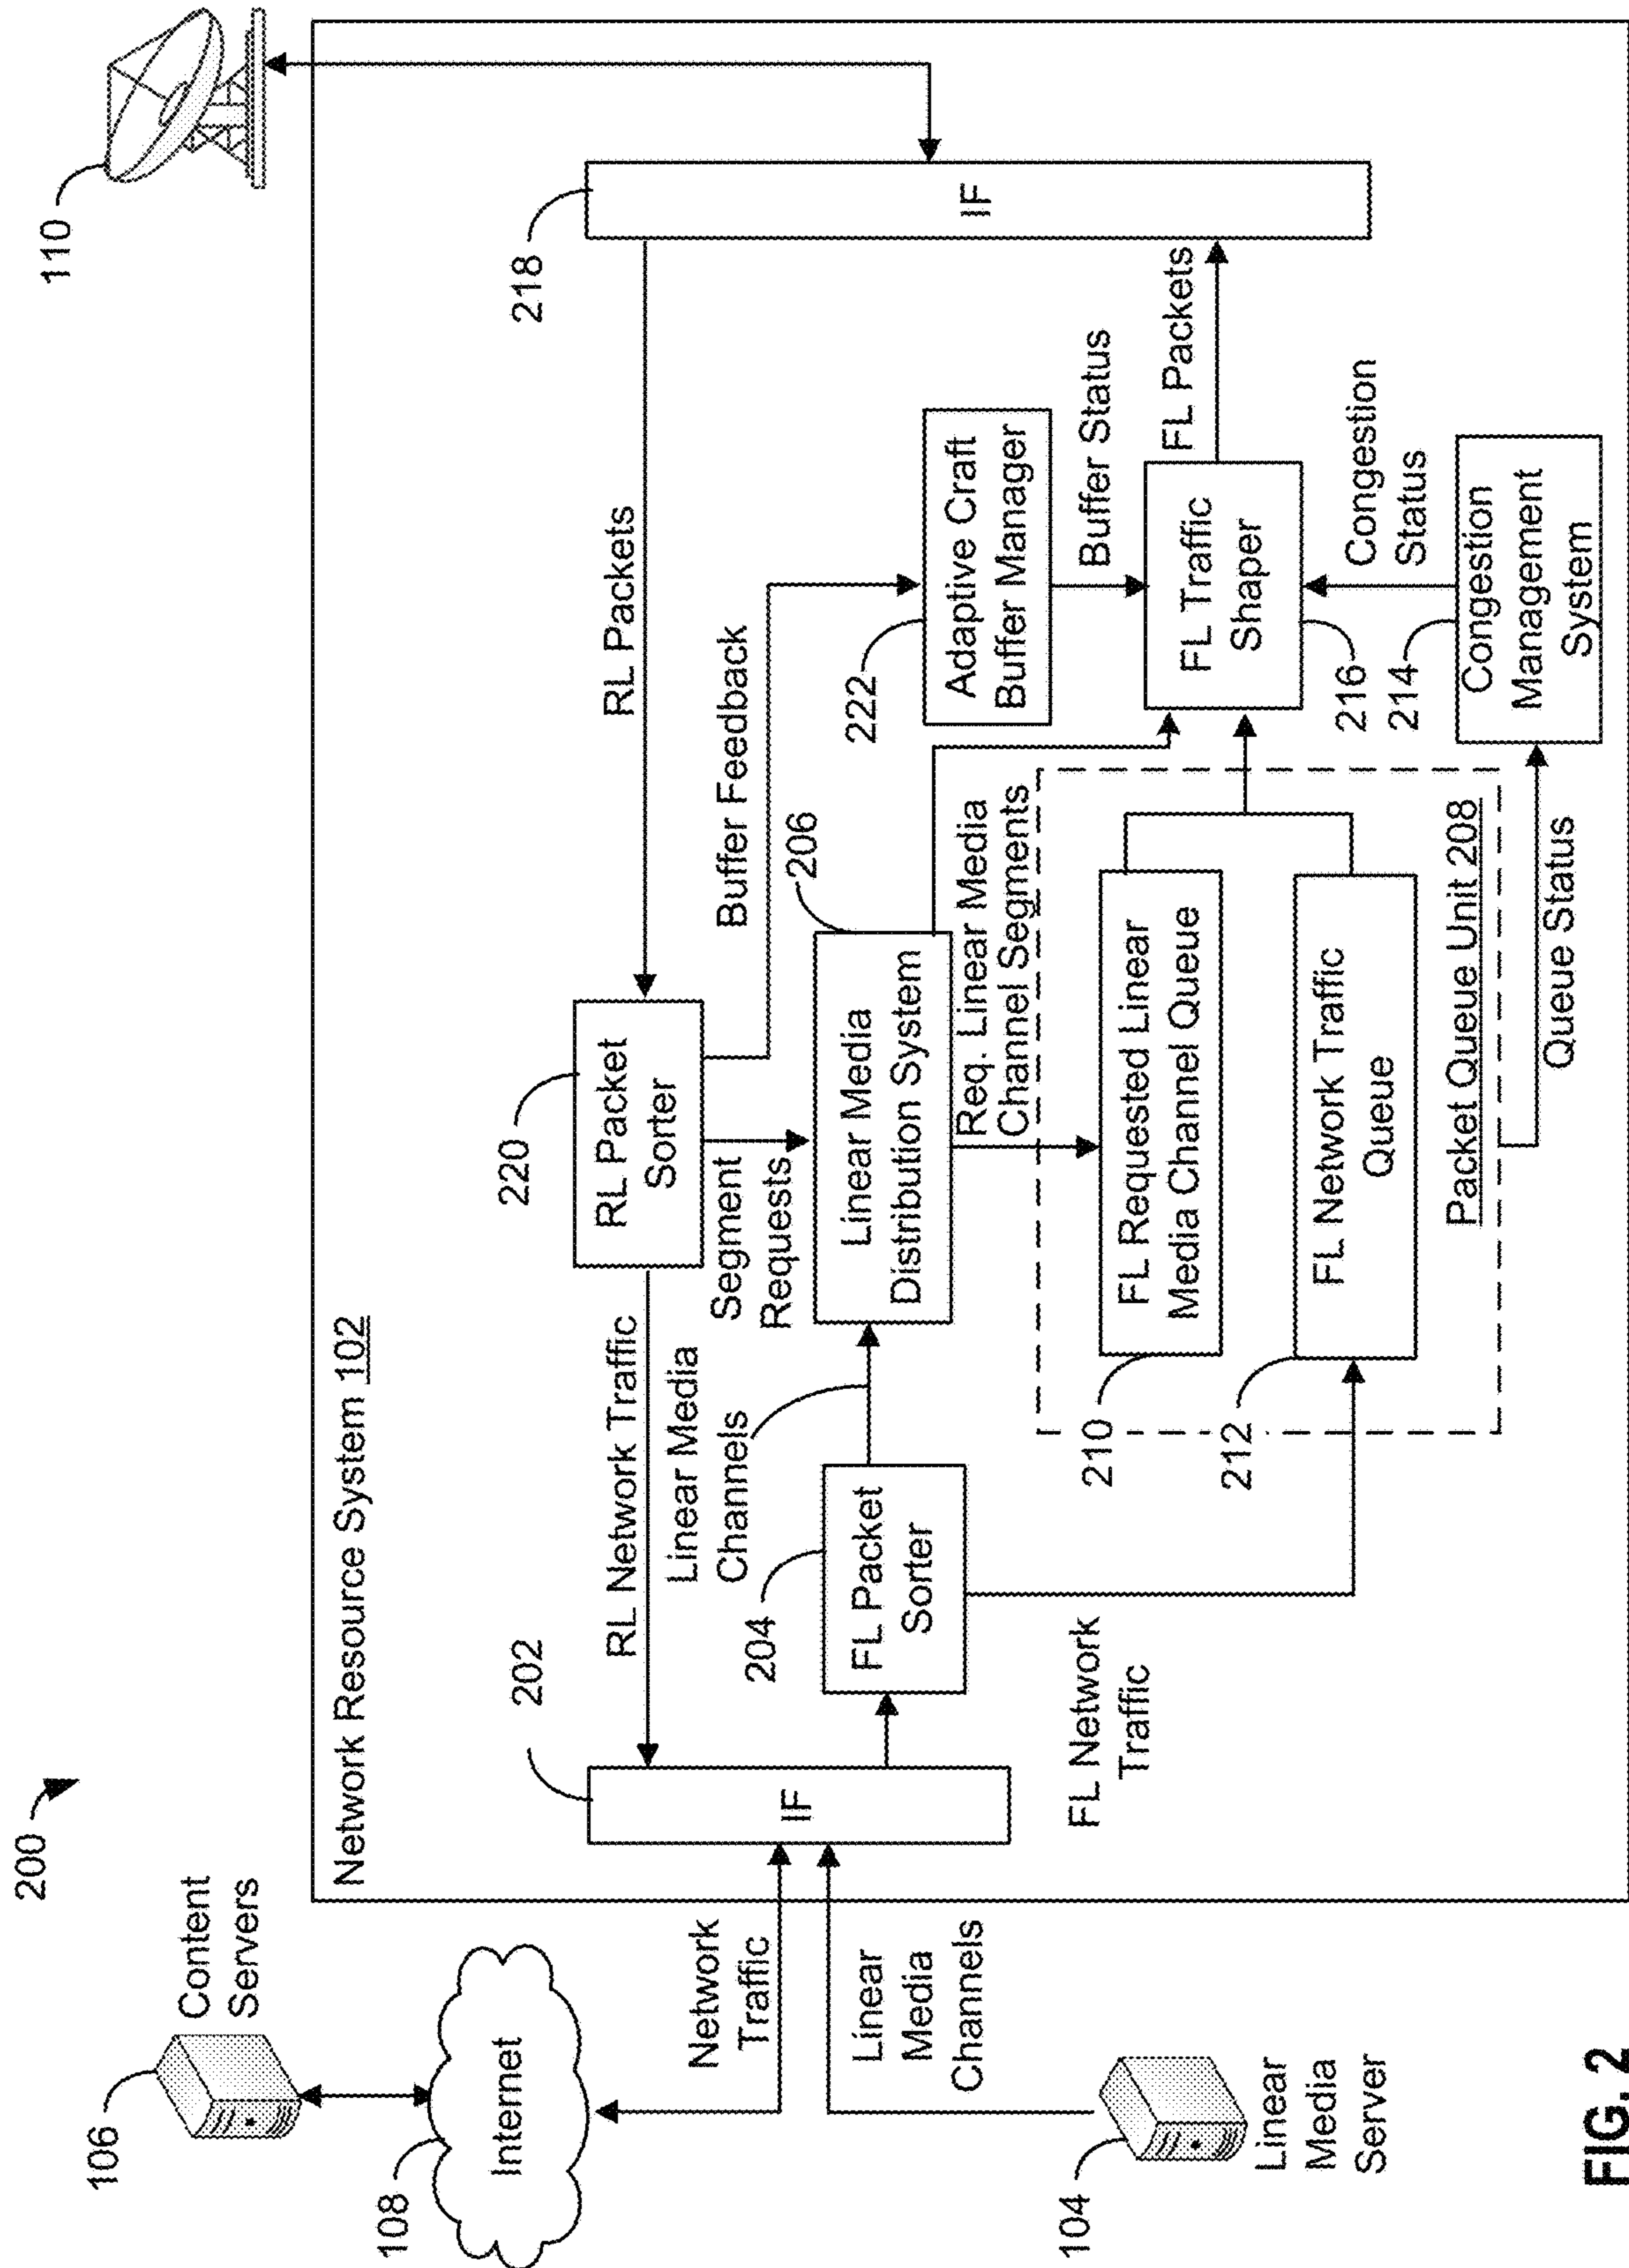 200
110
106
Content
Servers
108
Internet
Network
Traffic
Linear
Media
Channels
104
Linear
Media
Server
Network Resource System 102
202
IF
RL Network Traffic
Linear Media
Channels
204
FL Packet
Sorter
FL Network
Traffic
220
RL Packet
Sorter
Segment
Requests
RL Packets
Buffer Feedback
206
Linear Media
Distribution System
Req. Linear Media
Channel Segments
210
FL Requested Linear
Media Channel Queue
212
FL Network Traffic
Queue
Packet Queue Unit 208
Queue Status
222
Adaptive Craft
Buffer Manager
Buffer Status
FL Traffic
Shaper
216
Congestion
Status
214
Congestion
Management
System
FL Packets
218
IF
FIG. 2